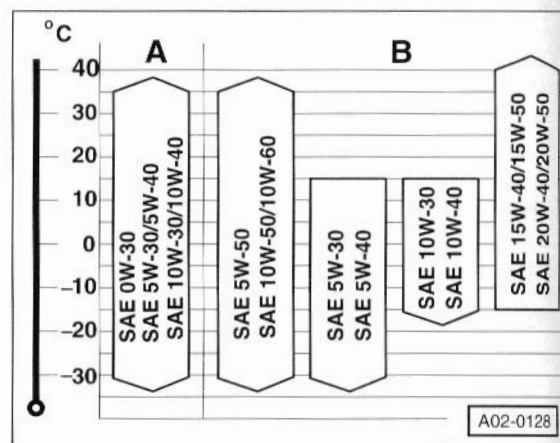 °C
A
B
40
30
20
10
0
–10
–20
–30
SAE 0W-30
SAE 5W-30/5W-40
SAE 10W-30/10W-40
SAE 5W-50
SAE 10W-50/10W-60
SAE 5W-30
SAE 5W-40
SAE 10W-30
SAE 10W-40
SAE 15W-40/15W-50
SAE 20W-40/20W-50
A02-0128